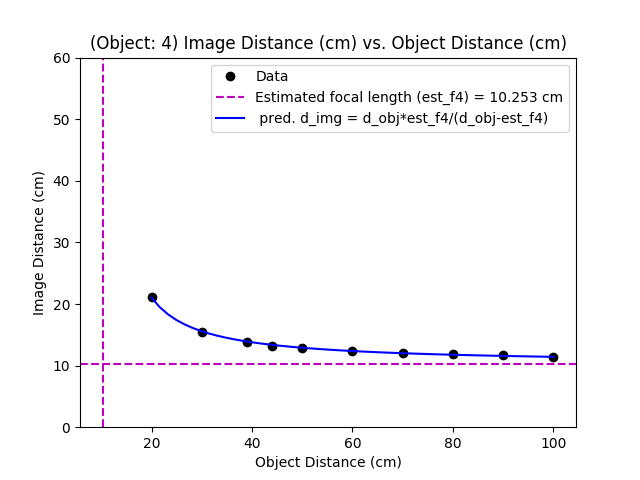 (Object: 4) Image Distance (cm) vs. Object Distance (cm)
60
50
40
30
20
10
0
Image Distance (cm)
Data
Estimated focal length (est_f4) = 10.253 cm
pred. d_img = d_obj*est_f4/(d_obj-est_f4)
20 40 60 80 100
Object Distance (cm)